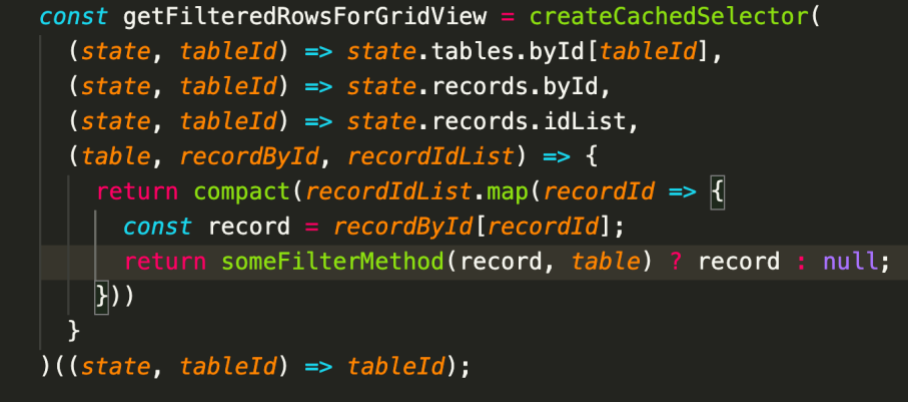 const getFilteredRowsForGridView = createCachedSelector(
  (state, tableId) => state.tables.byId[tableId],
  (state, tableId) => state.records.byId,
  (state, tableId) => state.records.idList,
  (table, recordById, recordIdList) => {
    return compact(recordIdList.map(recordId => {
      const record = recordById[recordId];
      return someFilterMethod(record, table) ? record : null;
    }))
  }
)((state, tableId) => tableId);